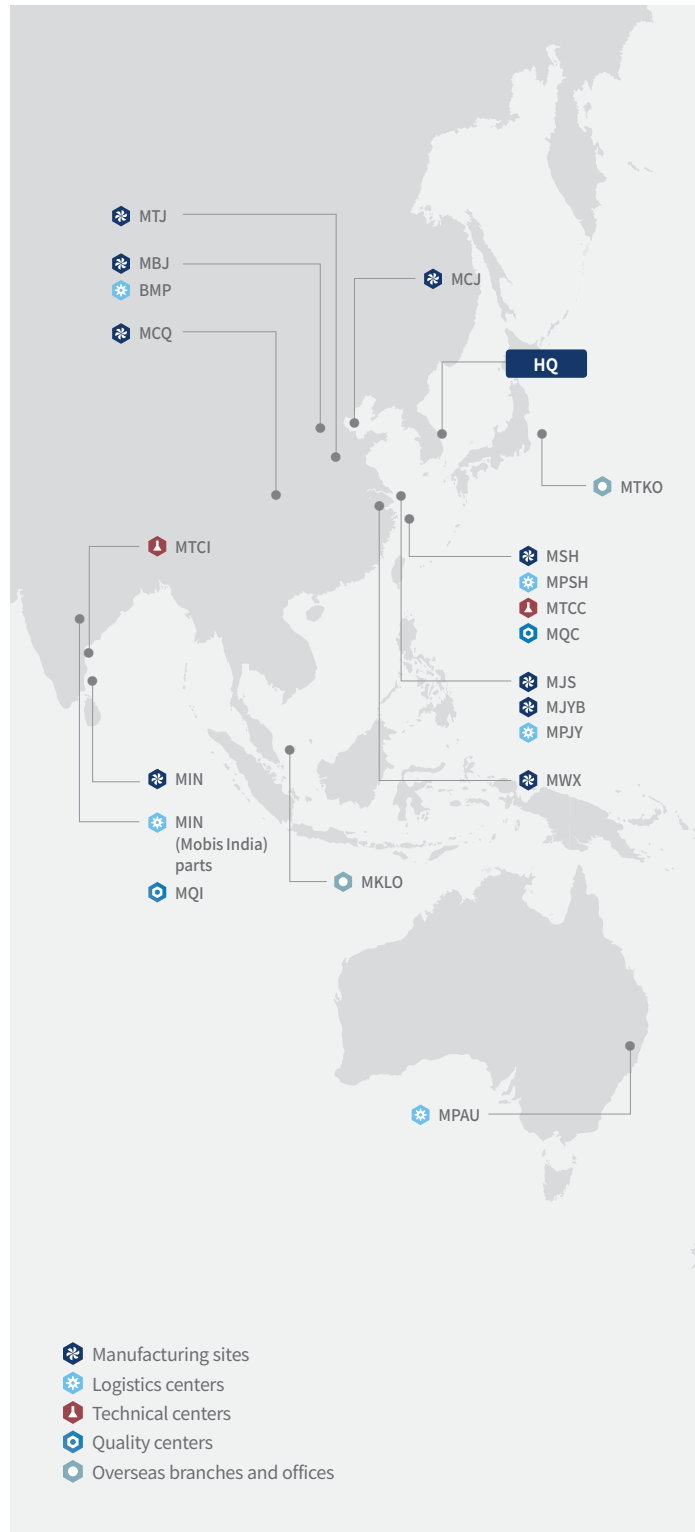 MTJ
MBJ
BMP
MCQ
MCJ
HQ
MTKO
MTCI
MSH
MPSH
MTCC
MQC
MJS
MJYB
MPJY
MWX
MIN
MIN
(Mobis India)
parts
MQI
MKLO
MPAU
Manufacturing sites
Logistics centers
Technical centers
Quality centers
Overseas branches and offices